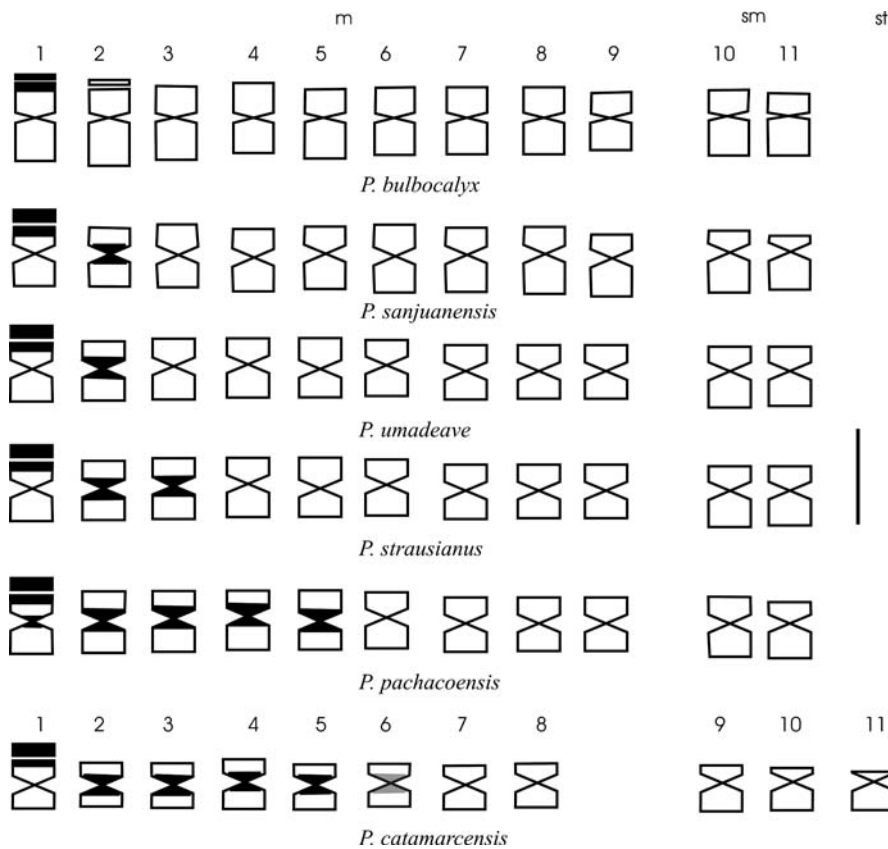 m sm st
1 2 3 4 5 6 7 8 9 10 11
P. bulbocalyx
P. sanjuanensis
P. umadeave
P. strausianus
P. pachacoensis
1 2 3 4 5 6 7 8 9 10 11
P. catamarcensis